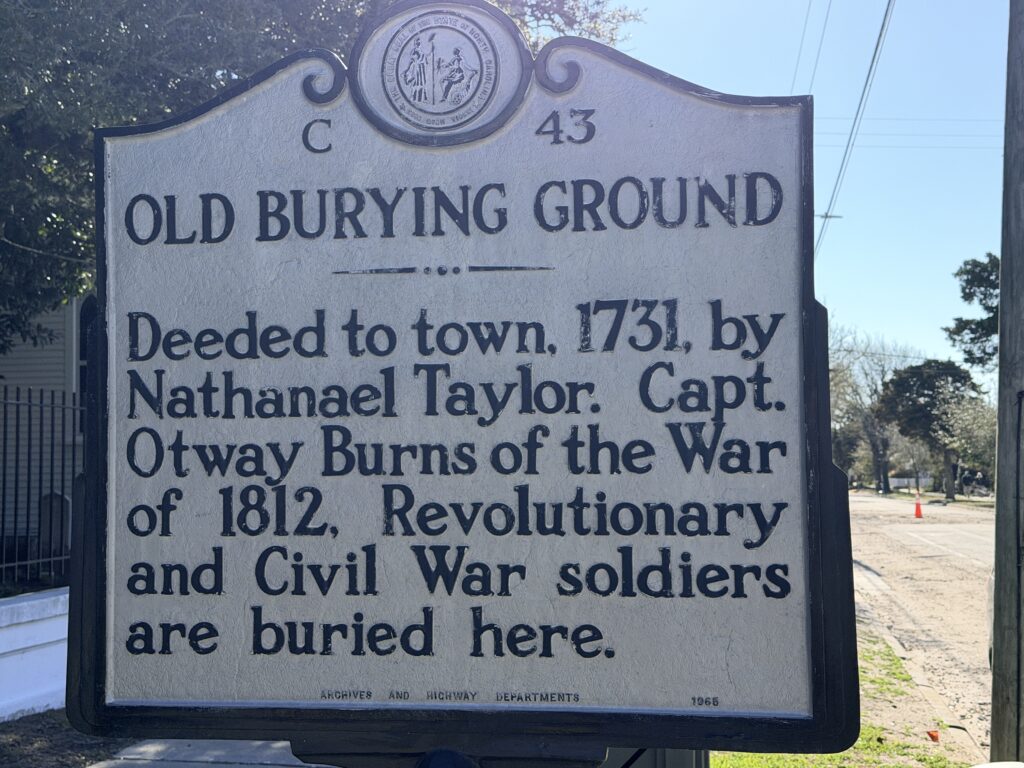 C 43
OLD BURYING GROUND
Deeded to town, 1731, by
Nathanael Taylor. Capt.
Otway Burns of the War
of 1812, Revolutionary
and Civil War soldiers
are buried here.
ARCHIVES AND HIGHWAY DEPARTMENTS 1965